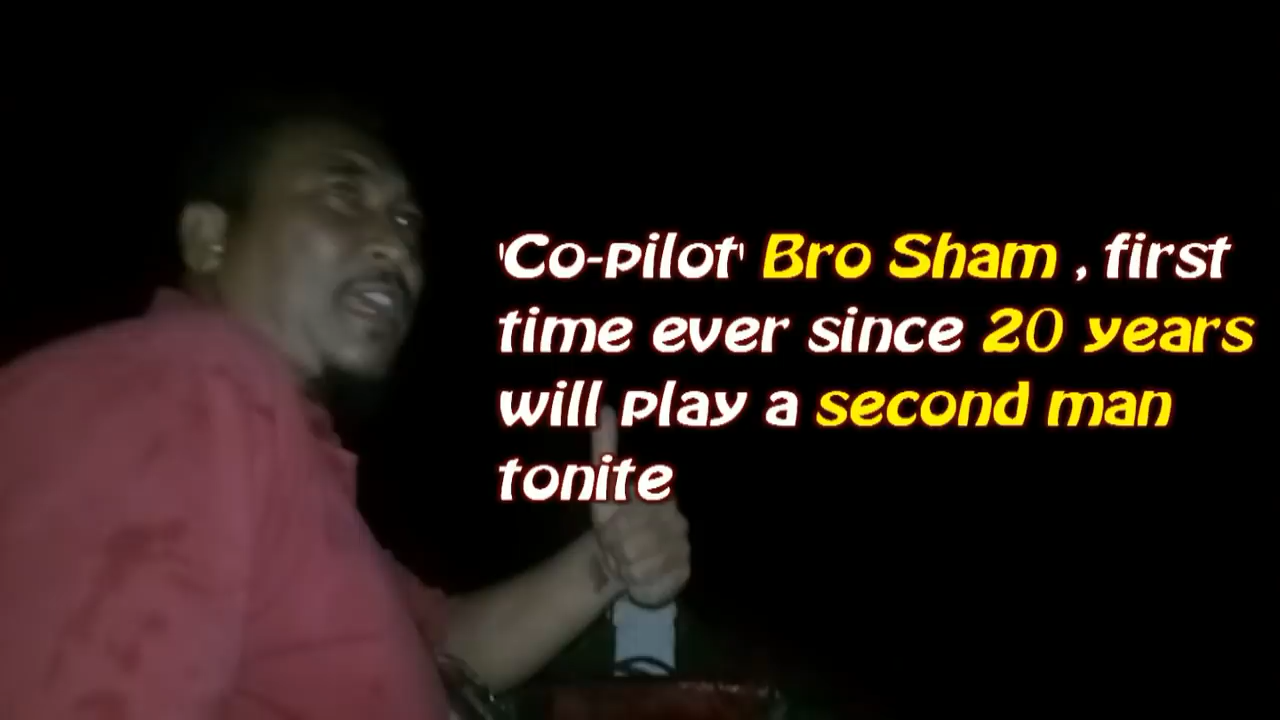 'Co-pilot' Bro Sham , first
time ever since 20 years
will play a second man
tonite